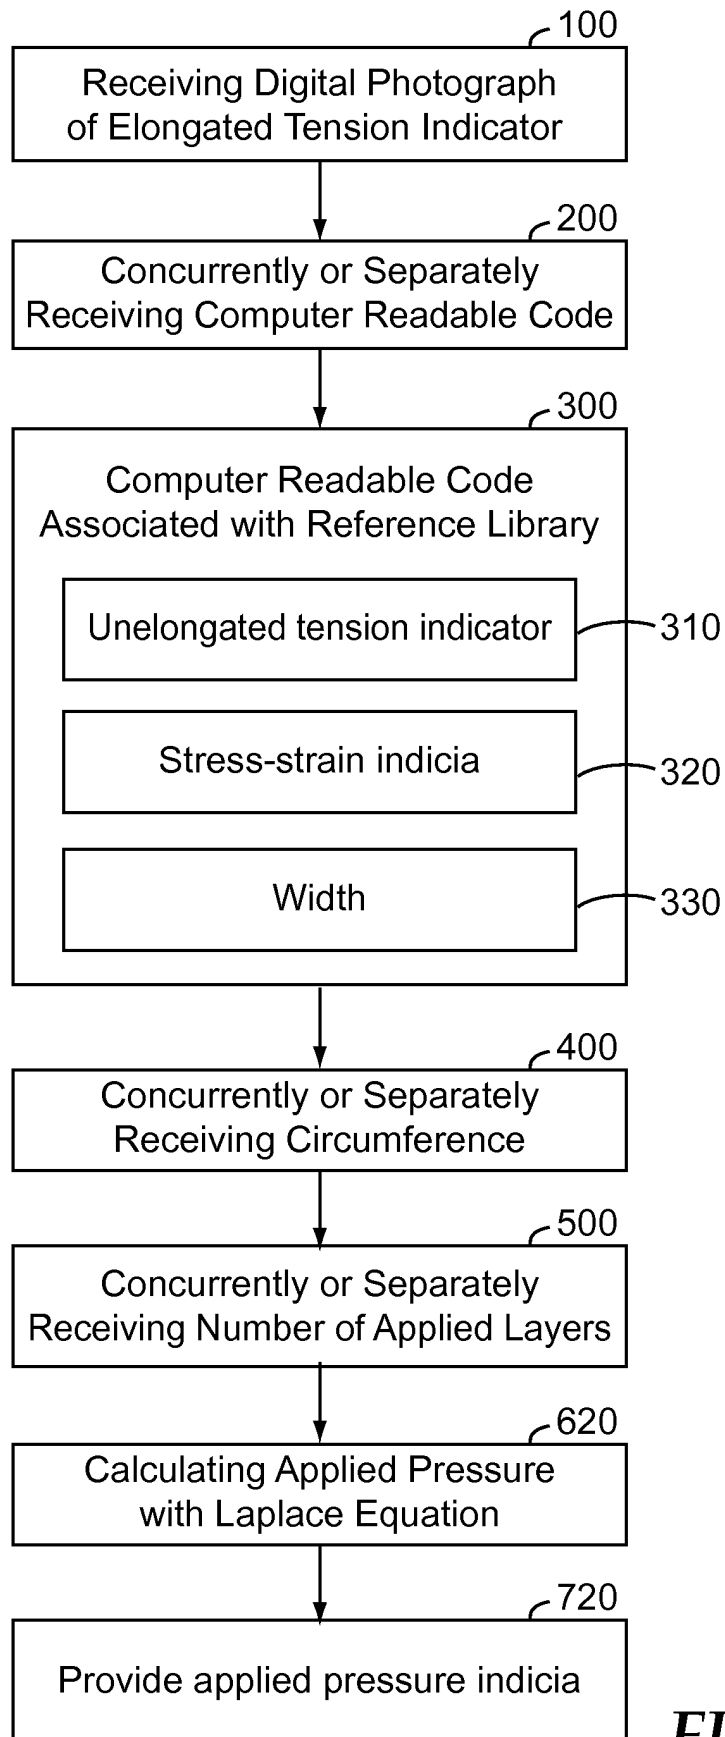 100
Receiving Digital Photograph
of Elongated Tension Indicator
200
Concurrently or Separately
Receiving Computer Readable Code
300
Computer Readable Code
Associated with Reference Library
Unelongated tension indicator
310
Stress-strain indicia
320
Width
330
400
Concurrently or Separately
Receiving Circumference
500
Concurrently or Separately
Receiving Number of Applied Layers
620
Calculating Applied Pressure
with Laplace Equation
720
Provide applied pressure indicia